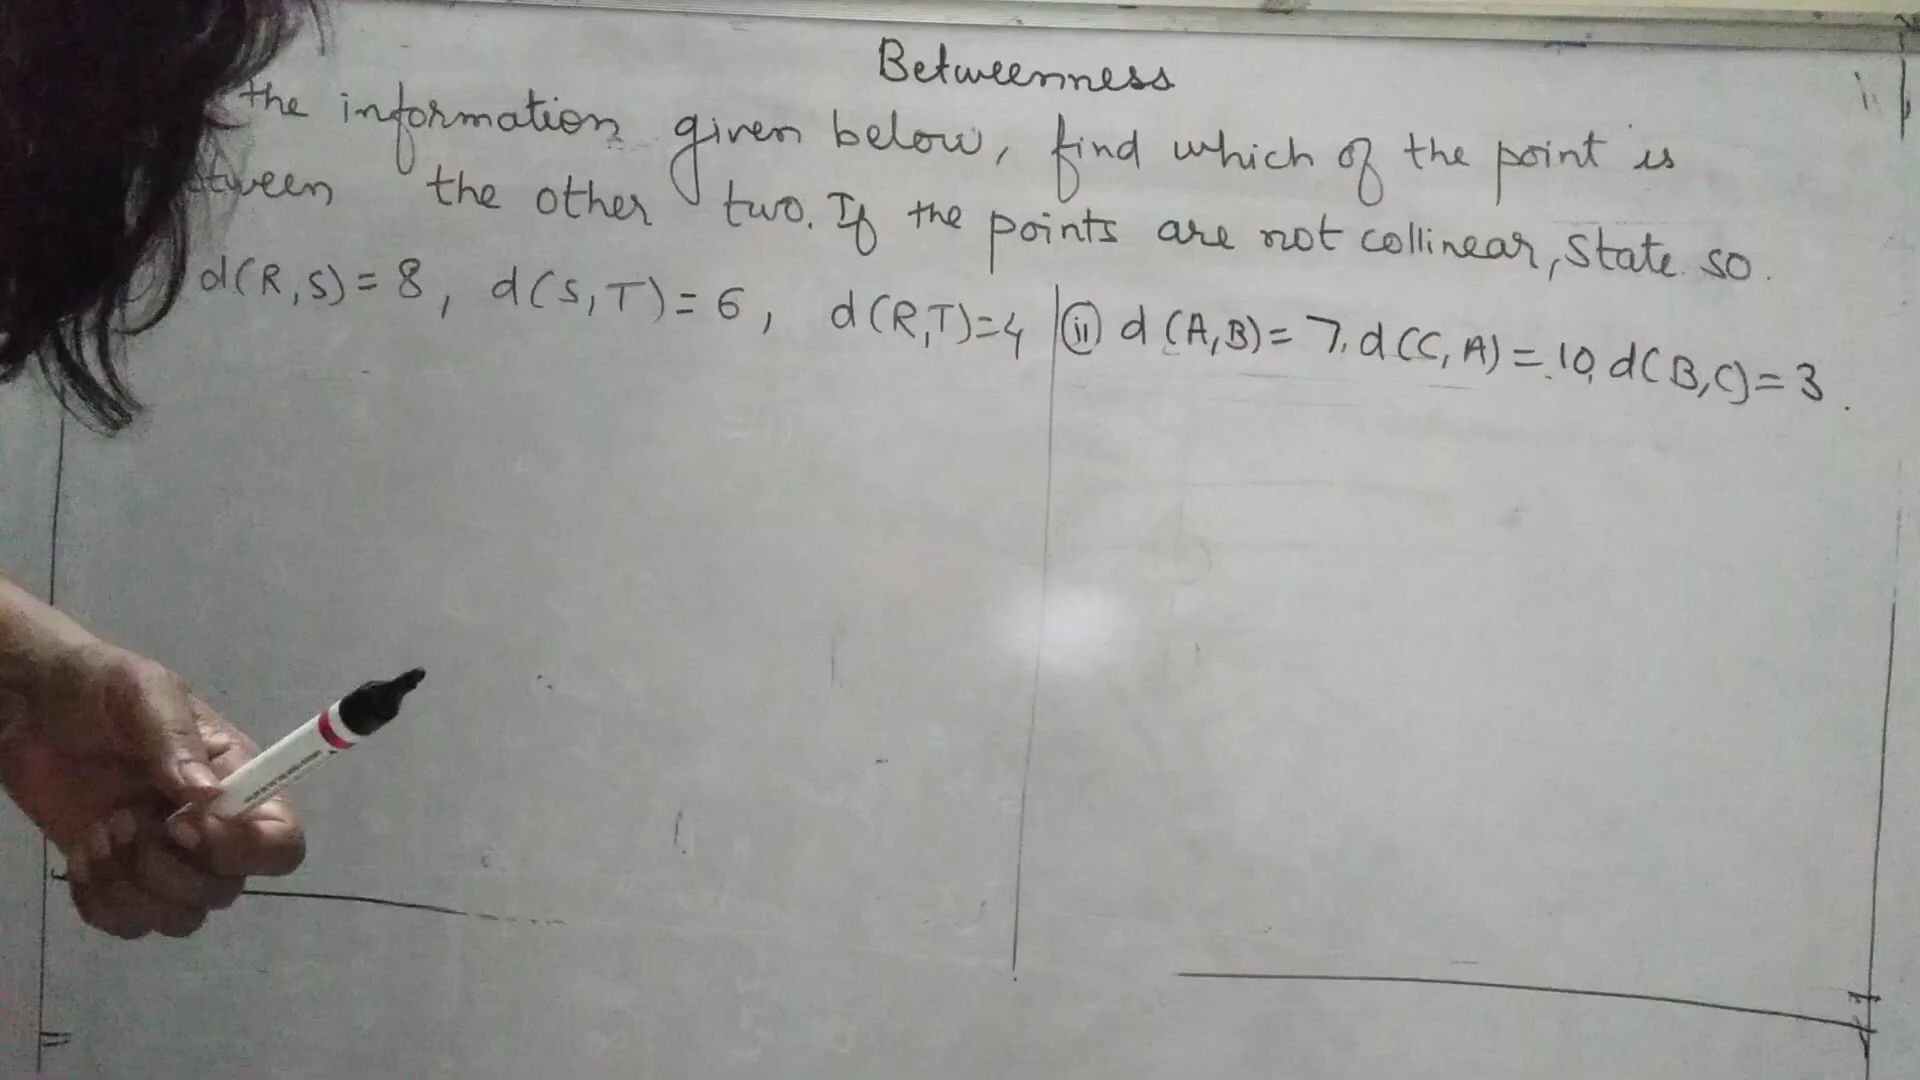 Betweenness
the information given below, find which of the point is
the other two. If the points are not collinear, State so.
d(R,S)=8, d(S,T)=6, d(R,T)=4
(ii) d(A,B)=7, d(C,A)=10, d(B,C)=3.